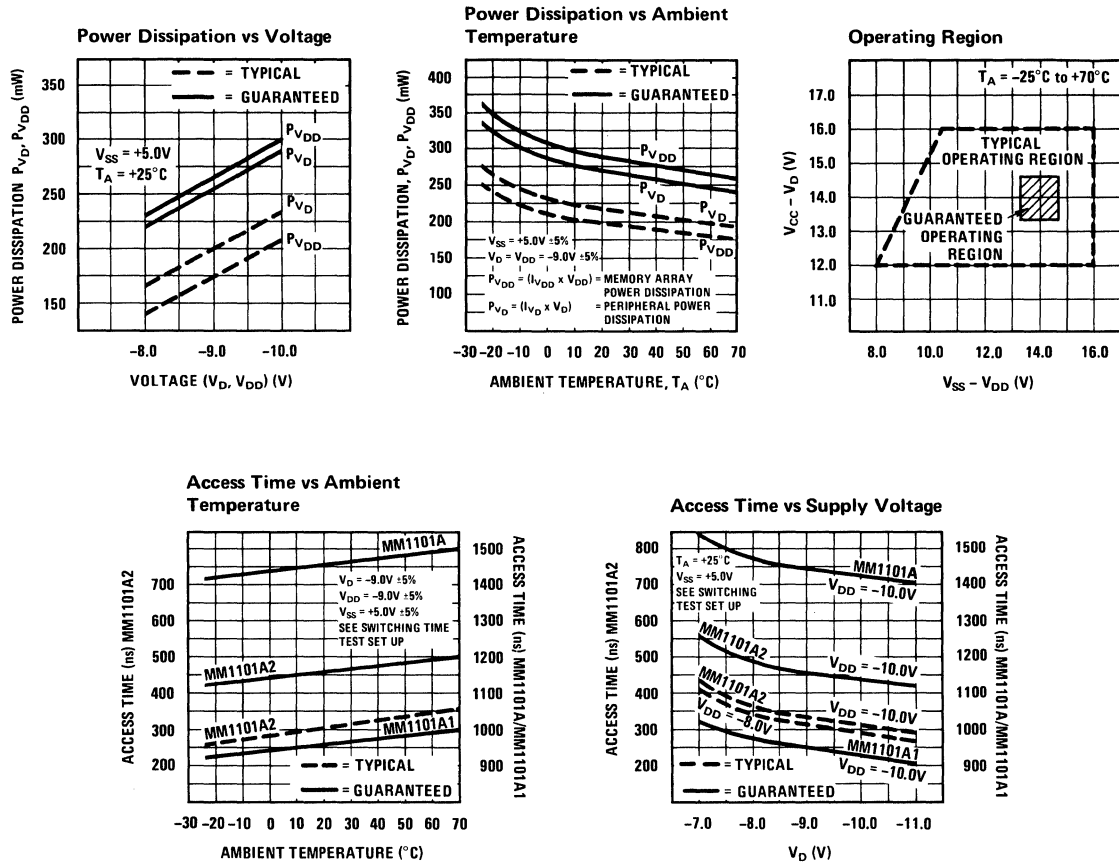 Power Dissipation vs Voltage
POWER DISSIPATION P_VD, P_VDD (mW)
350
300
250
200
150
= TYPICAL
= GUARANTEED
V_SS = +5.0V
T_A = +25°C
P_VDD
P_VD
P_VD
P_VDD
-8.0 -9.0 -10.0
VOLTAGE (V_D, V_DD) (V)
Power Dissipation vs Ambient
Temperature
POWER DISSIPATION, P_VD, P_VDD (mW)
400
350
300
250
200
150
100
= TYPICAL
= GUARANTEED
P_VDD
P_VD
P_VD
P_VDD
V_SS = +5.0V ±5%
V_D = V_DD = -9.0V ±5%
P_VDD = (I_VDD x V_DD) = MEMORY ARRAY
POWER DISSIPATION
P_VD = (I_VD x V_D) = PERIPHERAL POWER
DISSIPATION
-30 -20 -10 0 10 20 30 40 50 60 70
AMBIENT TEMPERATURE, T_A (°C)
Operating Region
V_CC - V_D (V)
17.0
16.0
15.0
14.0
13.0
12.0
11.0
T_A = -25°C to +70°C
TYPICAL
OPERATING REGION
GUARANTEED
OPERATING
REGION
8.0 10.0 12.0 14.0 16.0
V_SS - V_DD (V)
Access Time vs Ambient
Temperature
ACCESS TIME (ns) MM1101A2
700
600
500
400
300
200
MM1101A
V_D = -9.0V ±5%
V_DD = -9.0V ±5%
V_SS = +5.0V ±5%
SEE SWITCHING TIME
TEST SET UP
MM1101A2
MM1101A2
MM1101A1
= TYPICAL
= GUARANTEED
1500
1400
1300
1200
1100
1000
900
ACCESS TIME (ns) MM1101A/MM1101A1
-30 -20 -10 0 10 20 30 40 50 60 70
AMBIENT TEMPERATURE (°C)
Access Time vs Supply Voltage
ACCESS TIME (ns) MM1101A2
800
700
600
500
400
300
200
T_A = +25°C
V_SS = +5.0V
SEE SWITCHING
TEST SET UP
MM1101A
V_DD = -10.0V
MM1101A2
V_DD = -10.0V
MM1101A2
V_DD = -8.0V
V_DD = -10.0V
MM1101A1
V_DD = -10.0V
= TYPICAL
= GUARANTEED
1500
1400
1300
1200
1100
1000
900
ACCESS TIME (ns) MM1101A/MM1101A1
-7.0 -8.0 -9.0 -10.0 -11.0
V_D (V)